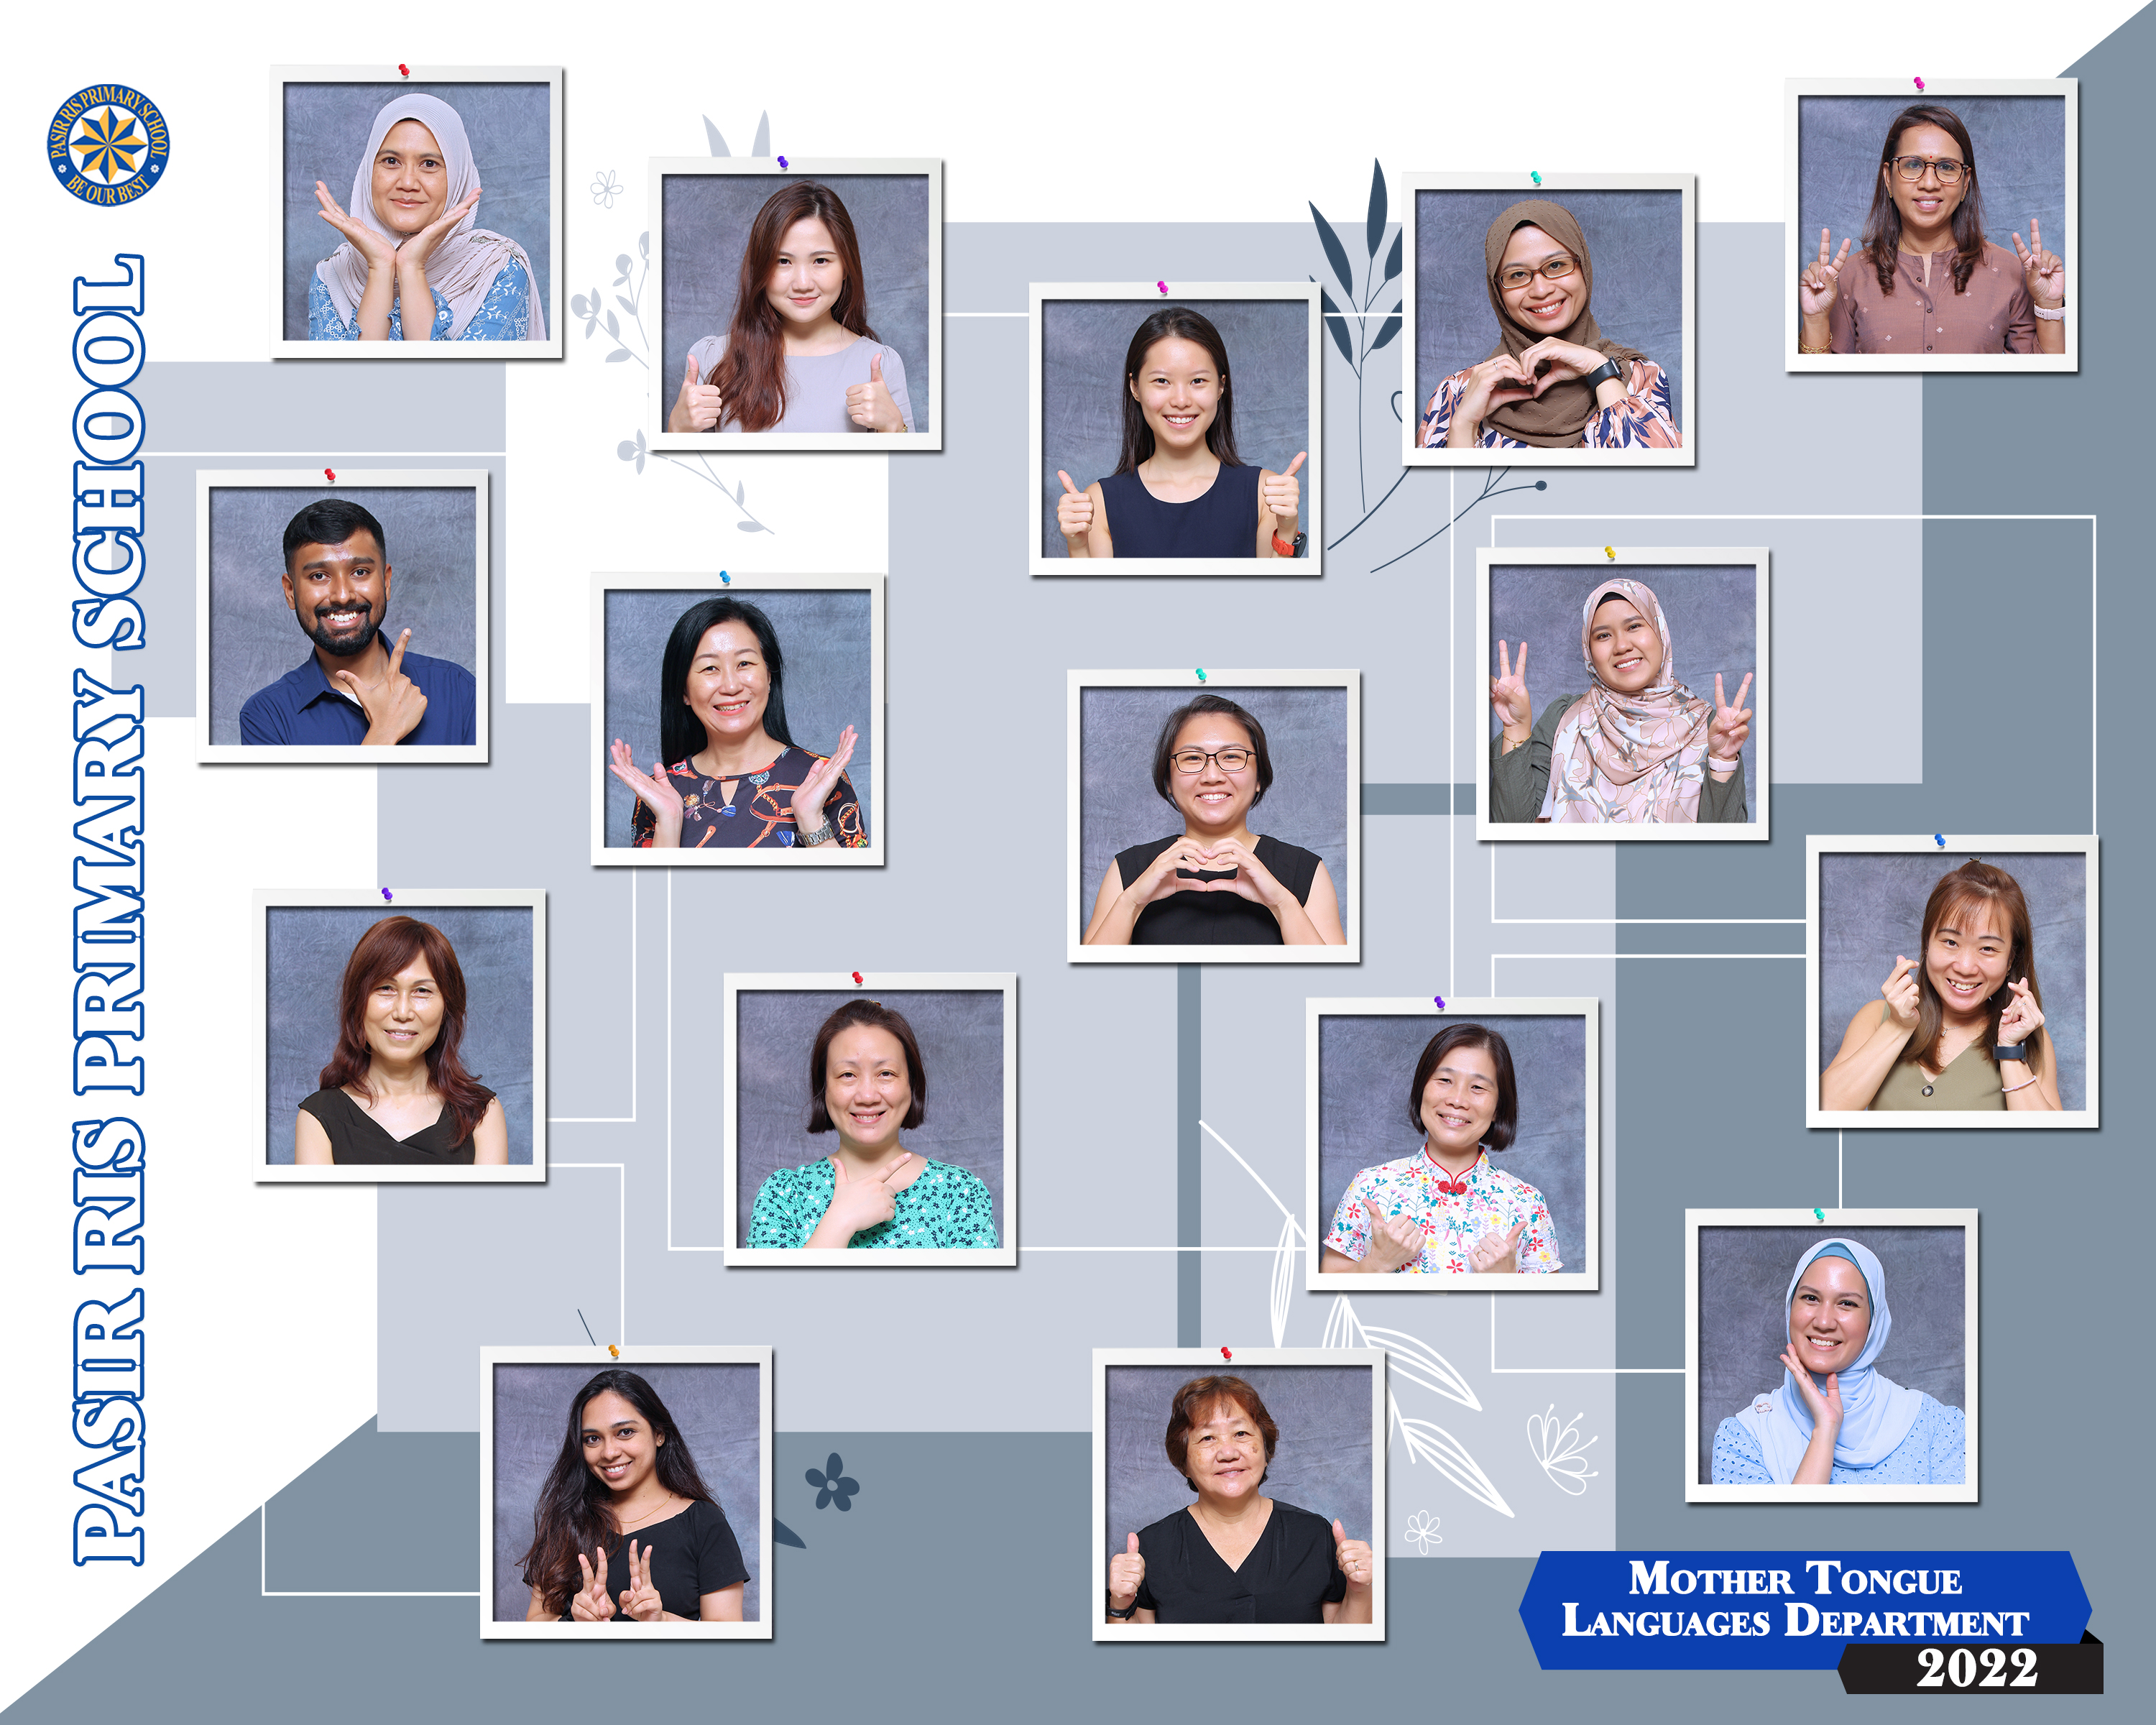 PASIR RIS PRIMARY SCHOOL
BE OUR BEST
PASIR RIS PRIMARY SCHOOL
MOTHER TONGUE
LANGUAGES DEPARTMENT
2022